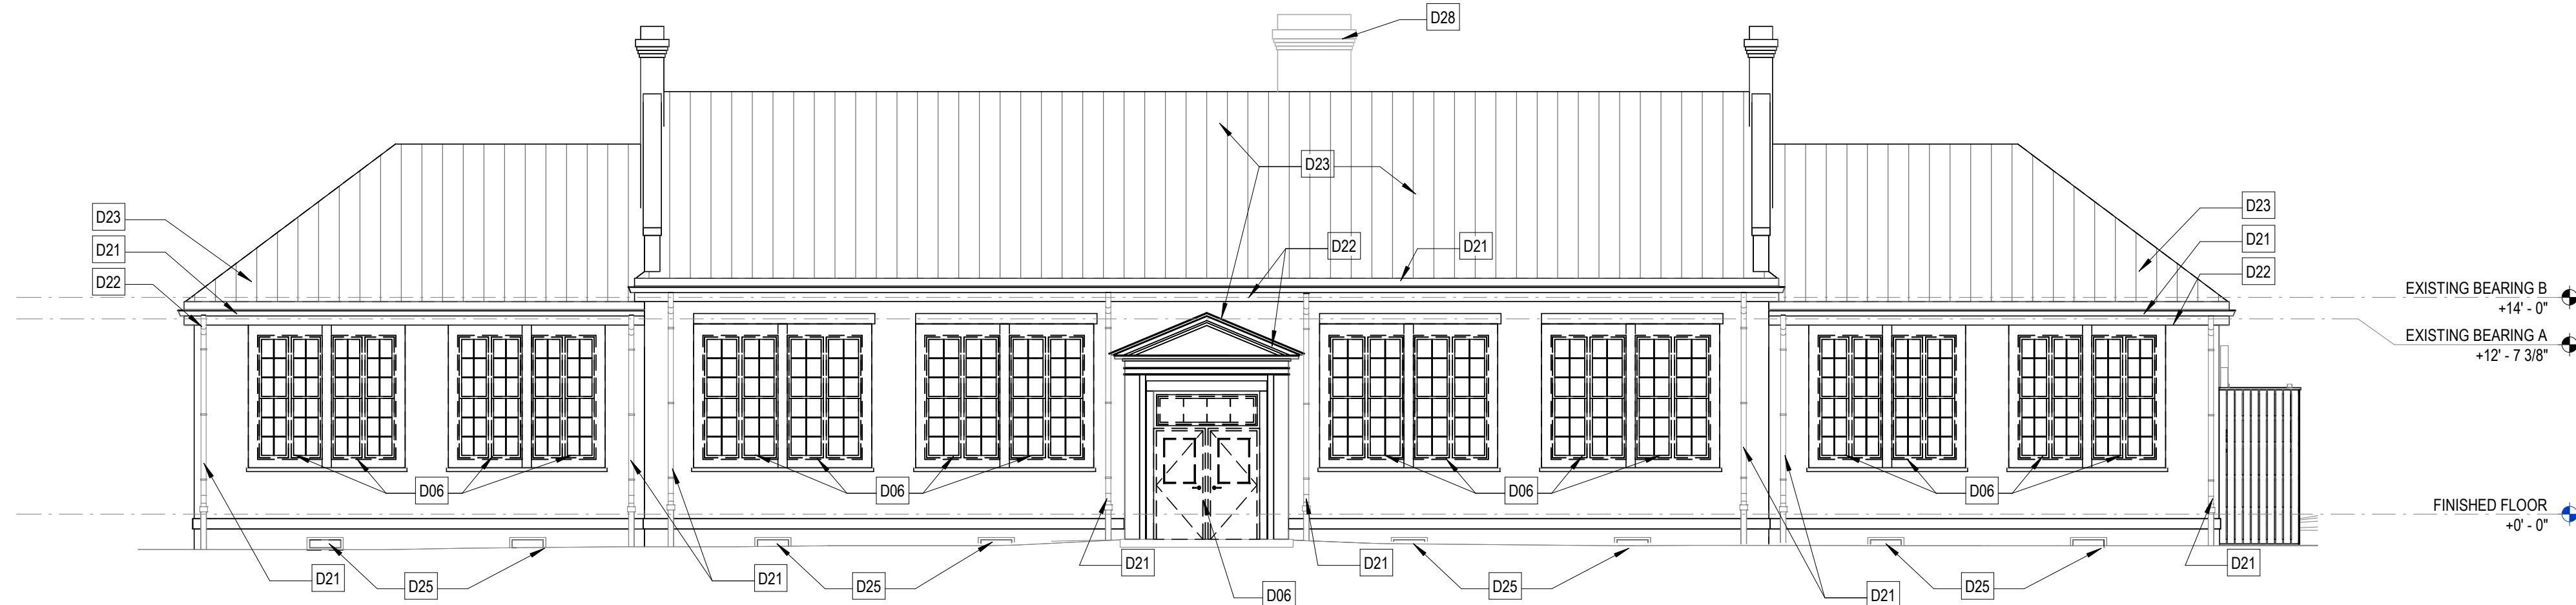 D28
D23
D23
D23
D21
D22
D21
D21
D22
D22
EXISTING BEARING B
+14' - 0"
EXISTING BEARING A
+12' - 7 3/8"
D06
D06
D06
D06
FINISHED FLOOR
+0' - 0"
D21
D25
D21
D25
D21
D06
D21
D25
D21
D25
D21